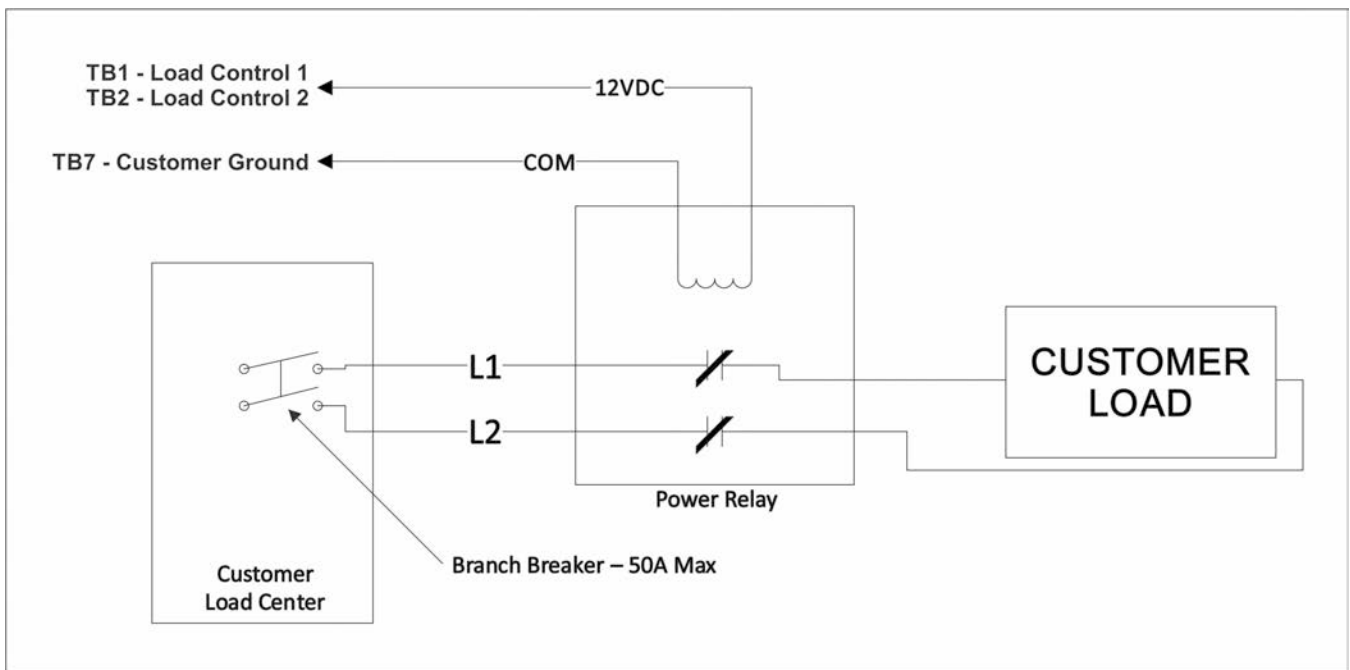 TB1 - Load Control 1
TB2 - Load Control 2
12VDC
TB7 - Customer Ground
COM
L1
L2
CUSTOMER
LOAD
Power Relay
Branch Breaker – 50A Max
Customer
Load Center